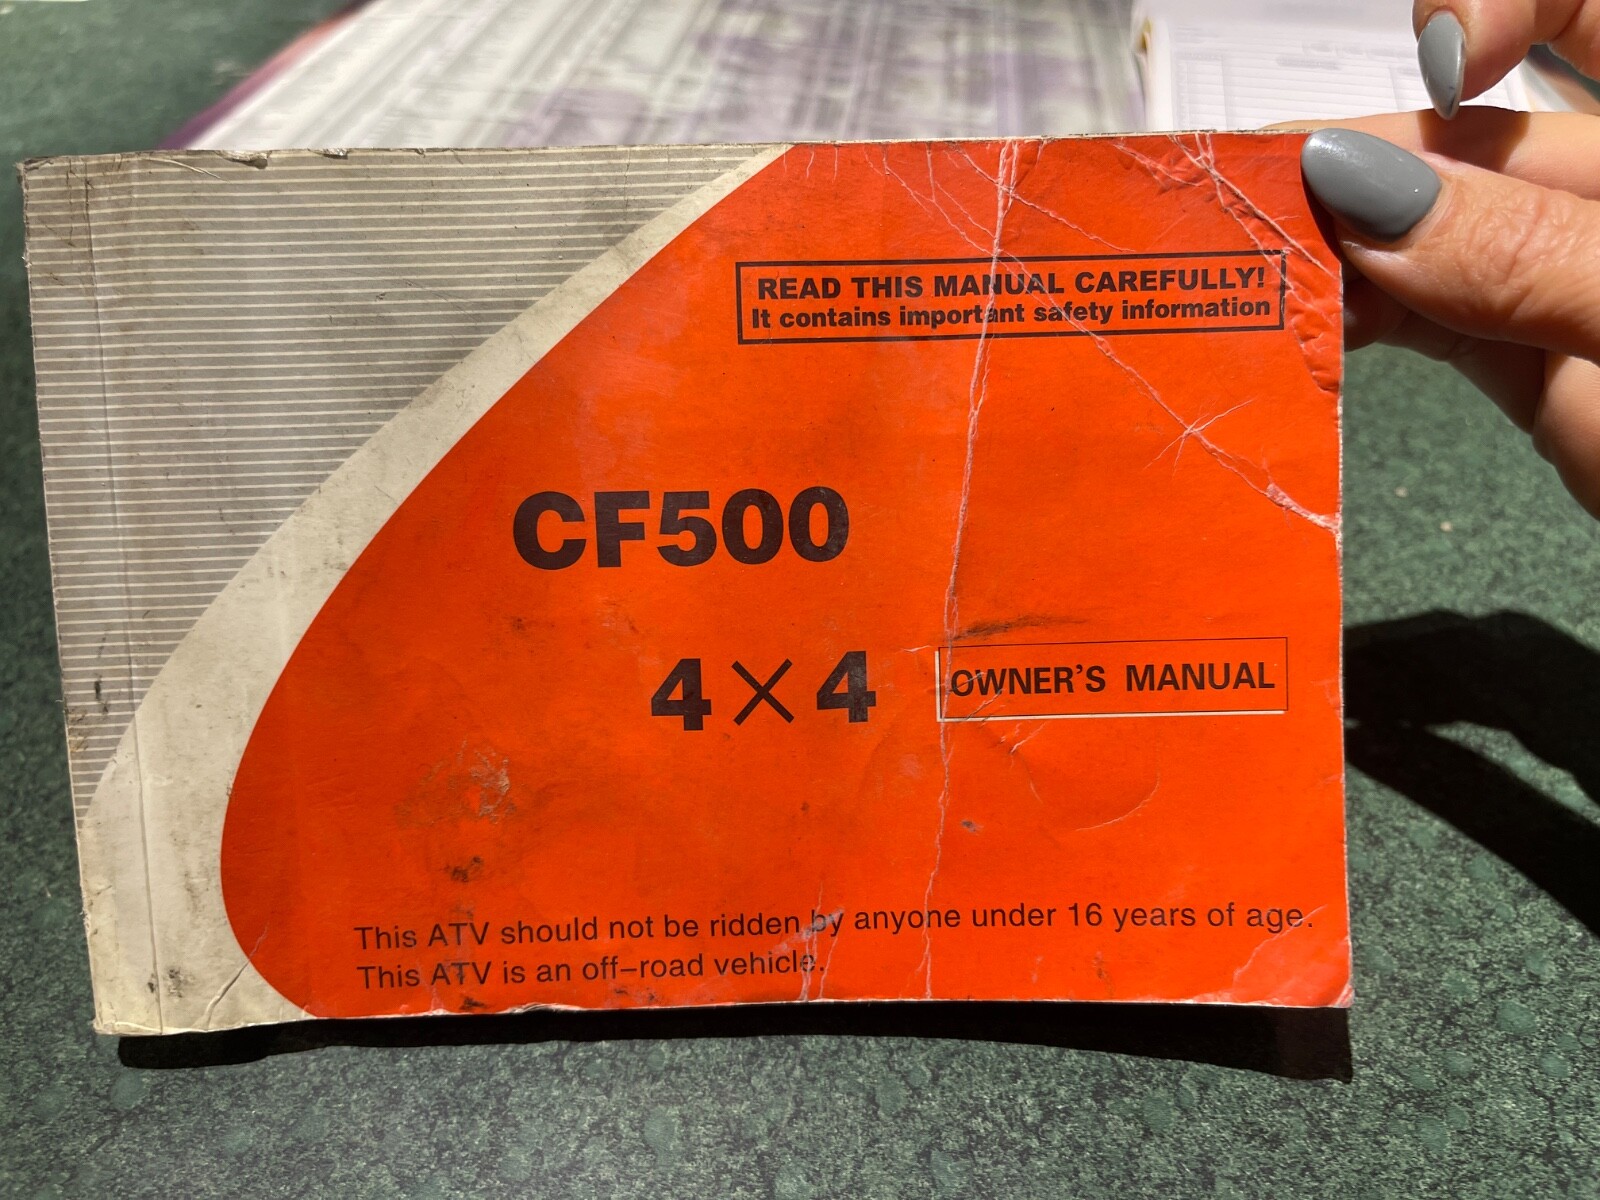 READ THIS MANUAL CAREFULLY!
It contains important safety information
CF500
4×4
OWNER'S MANUAL
This ATV should not be ridden by anyone under 16 years of age.
This ATV is an off–road vehicle.